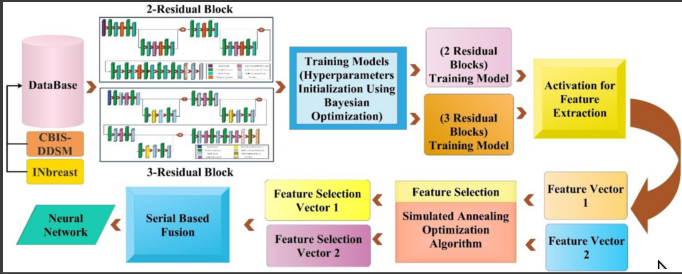 2-Residual Block
DataBase
CBIS-
DDSM
INbreast
3-Residual Block
Training Models
(Hyperparameters
Initialization Using
Bayesian
Optimization)
(2 Residual
Blocks)
Training Model
(3 Residual
Blocks)
Training Model
Activation for
Feature
Extraction
Neural
Network
Serial Based
Fusion
Feature Selection
Vector 1
Feature Selection
Vector 2
Feature Selection
Simulated Annealing
Optimization
Algorithm
Feature Vector
1
Feature Vector
2